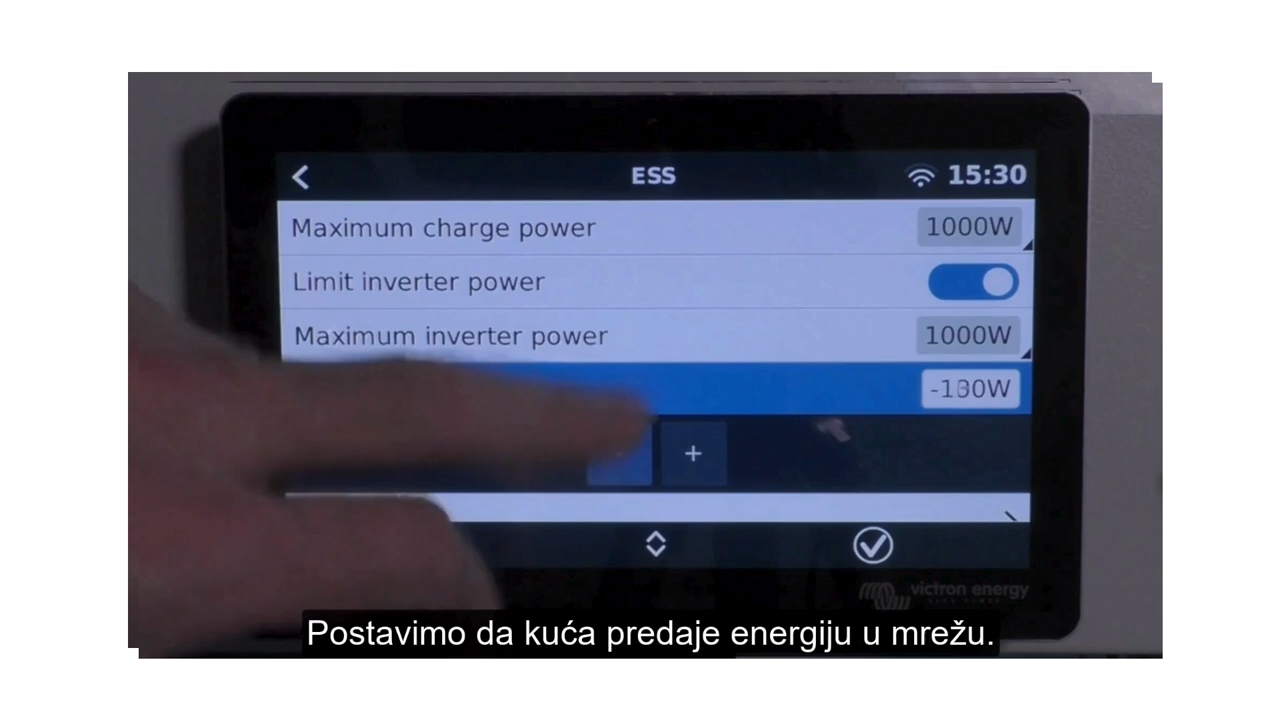 ESS
15:30
Maximum charge power 1000W
Limit inverter power
Maximum inverter power 1000W
+
victron energy
Postavimo da kuća predaje energiju u mrežu.